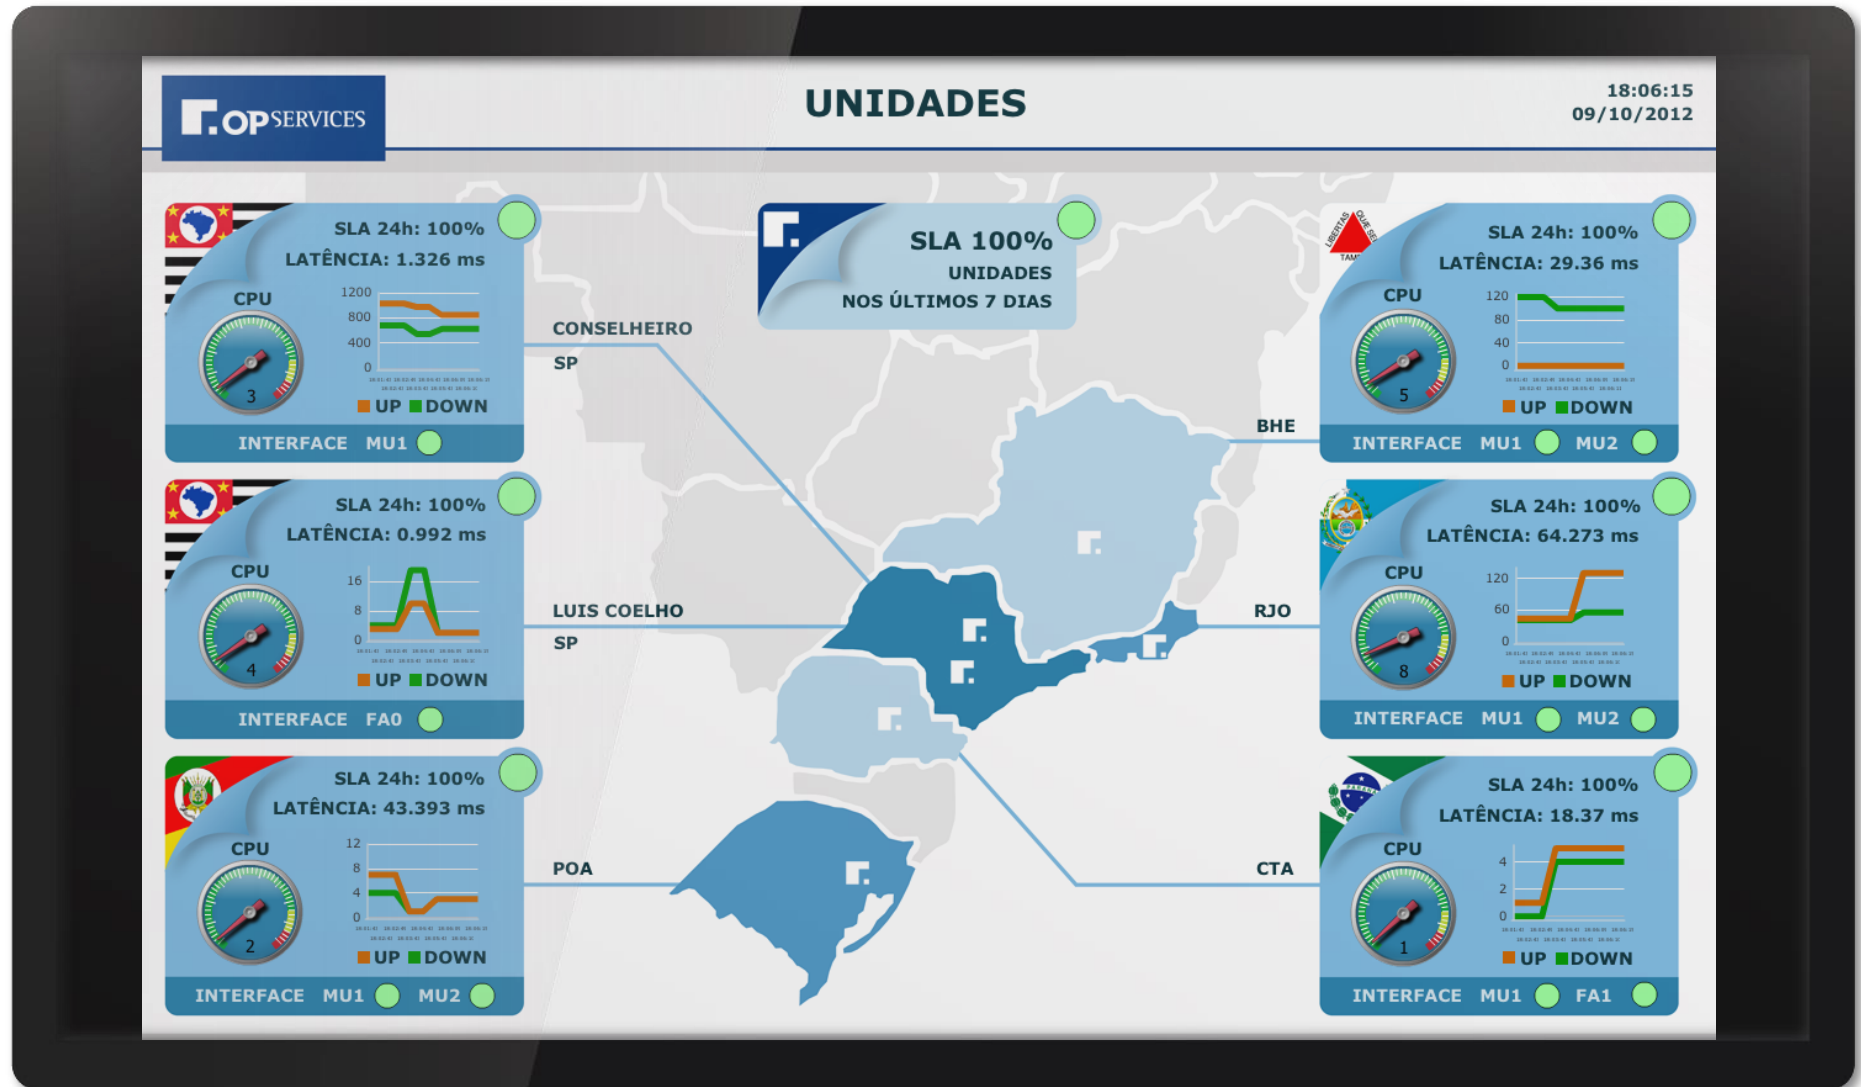 OPSERVICES
UNIDADES
18:06:15
09/10/2012
SLA 24h: 100%
LATÊNCIA: 1.326 ms
CPU
3
1200
800
400
0
UP DOWN
INTERFACE MU1
CONSELHEIRO
SP
SLA 100%
UNIDADES
NOS ÚLTIMOS 7 DIAS
LIBERTAS
SLA 24h: 100%
LATÊNCIA: 29.36 ms
CPU
5
120
80
40
0
UP DOWN
INTERFACE MU1 MU2
BHE
SLA 24h: 100%
LATÊNCIA: 0.992 ms
CPU
4
16
8
0
UP DOWN
INTERFACE FA0
LUIS COELHO
SP
RJO
SLA 24h: 100%
LATÊNCIA: 64.273 ms
CPU
8
120
60
0
UP DOWN
INTERFACE MU1 MU2
SLA 24h: 100%
LATÊNCIA: 43.393 ms
CPU
2
12
8
4
0
UP DOWN
INTERFACE MU1 MU2
POA
CTA
PARANÁ
SLA 24h: 100%
LATÊNCIA: 18.37 ms
CPU
1
4
2
0
UP DOWN
INTERFACE MU1 FA1